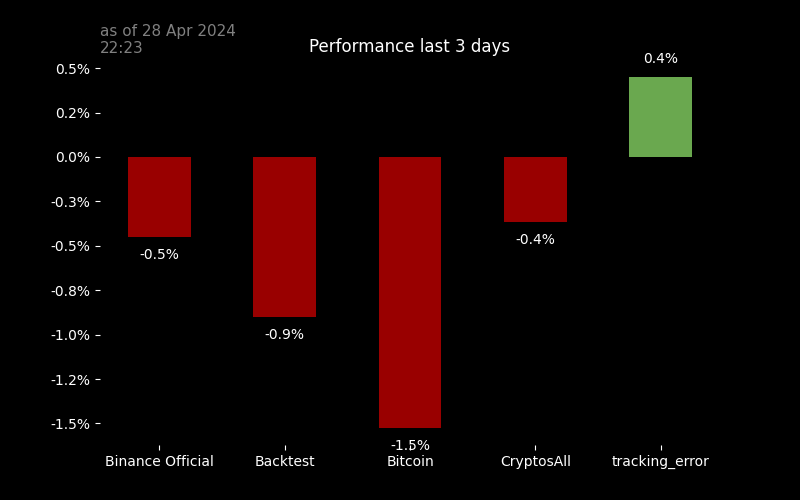 as of 28 Apr 2024
22:23
Performance last 3 days
0.4%
0.5%
0.2%
0.0%
-0.3%
-0.5%
-0.8%
-1.0%
-1.2%
-1.5%
-0.5%
-0.9%
-1.5%
-0.4%
Binance Official
Backtest
Bitcoin
CryptosAll
tracking_error